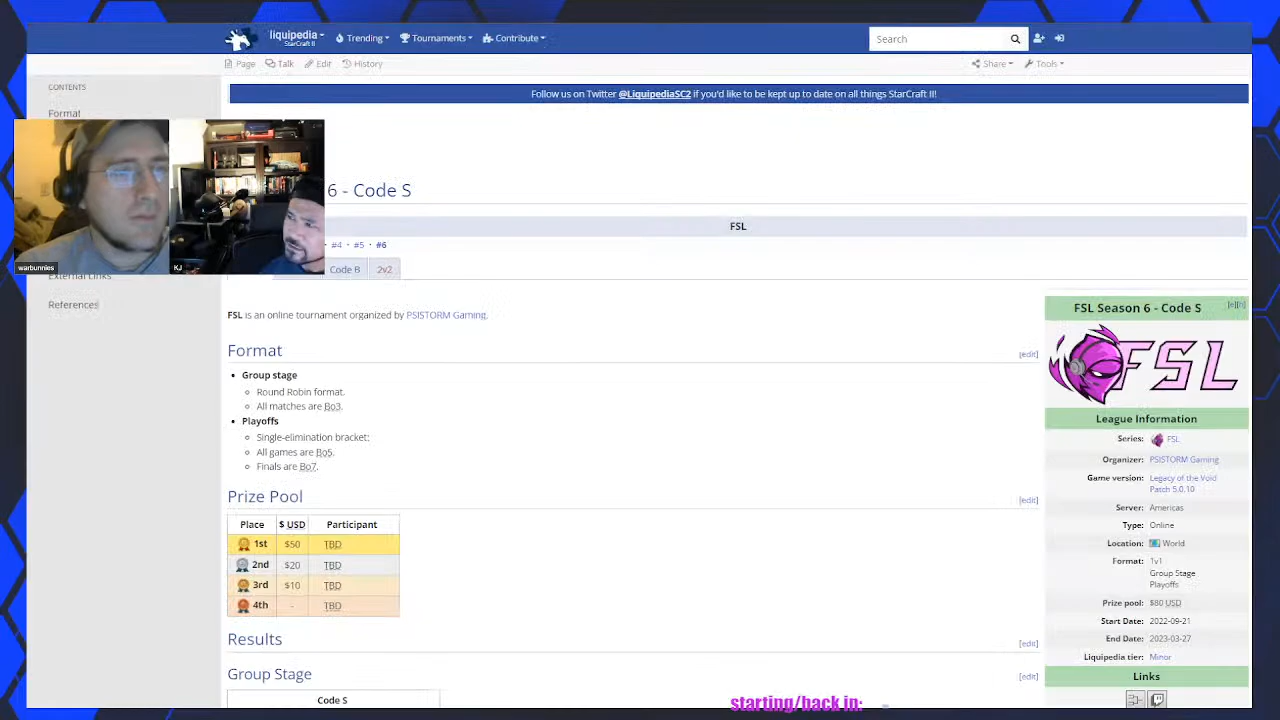 liquipedia
StarCraft II
Trending
Tournaments
Contribute
Search
Page
Talk
Edit
History
Share
Tools
CONTENTS
Format
External Links
References
warbunnies
KJ
Follow us on Twitter @LiquipediaSC2 if you'd like to be kept up to date on all things StarCraft II!
6 - Code S
FSL
· #4 · #5 · #6
Code B
2v2
FSL is an online tournament organized by PSISTORM Gaming.
Format
[edit]
Group stage
Round Robin format.
All matches are Bo3.
Playoffs
Single-elimination bracket:
All games are Bo5.
Finals are Bo7.
Prize Pool
[edit]
Place $ USD Participant
1st $50 TBD
2nd $20 TBD
3rd $10 TBD
4th - TBD
Results
[edit]
Group Stage
[edit]
Code S
FSL Season 6 - Code S
[e][h]
FSL
League Information
Series: FSL
Organizer: PSISTORM Gaming
Game version: Legacy of the Void
Patch 5.0.10
Server: Americas
Type: Online
Location: World
Format: 1v1
Group Stage
Playoffs
Prize pool: $80 USD
Start Date: 2022-09-21
End Date: 2023-03-27
Liquipedia tier: Minor
Links
starting/back in: